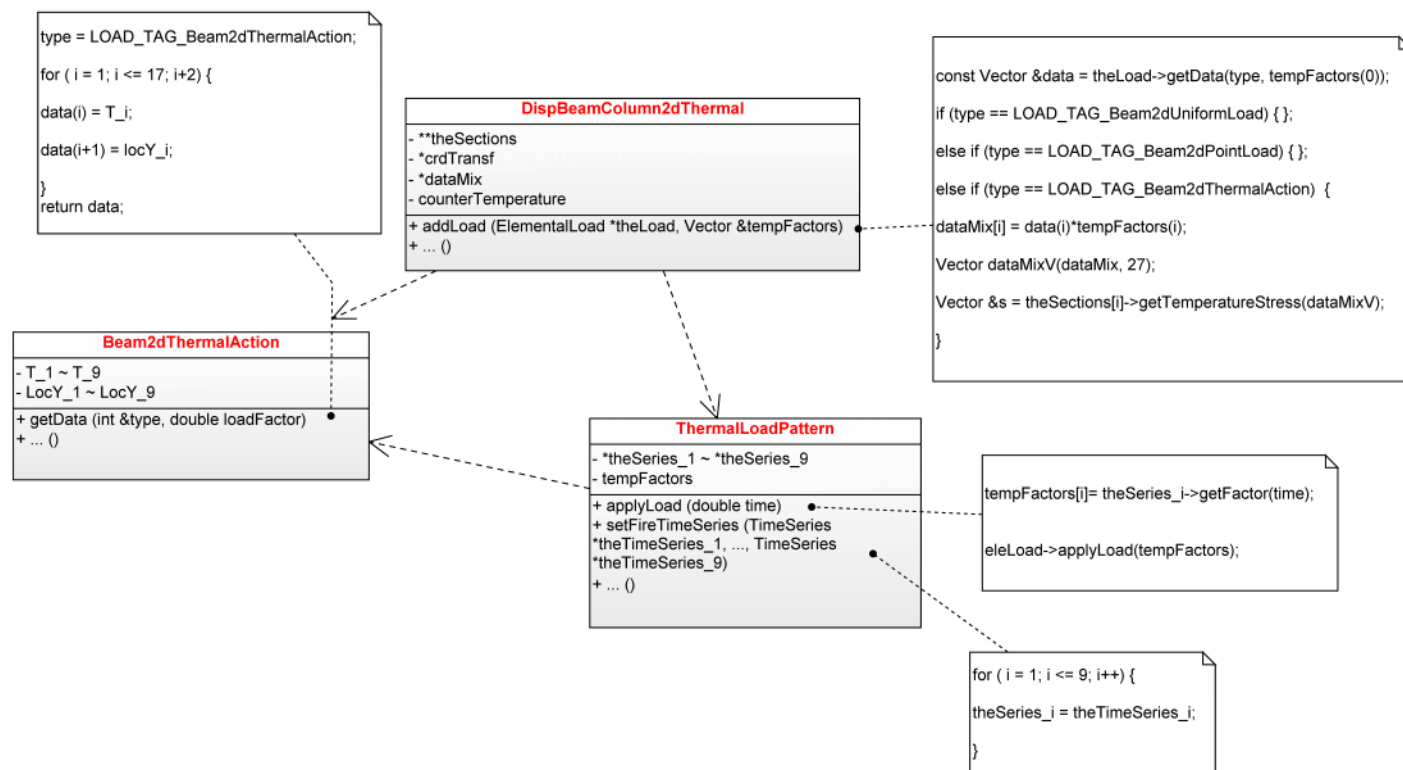 type = LOAD_TAG_Beam2dThermalAction;
for ( i = 1; i <= 17; i+2) {
data(i) = T_i;
data(i+1) = locY_i;
}
return data;
DispBeamColumn2dThermal
- **theSections
- *crdTransf
- *dataMix
- counterTemperature
+ addLoad (ElementalLoad *theLoad, Vector &tempFactors)
+ ... ()
const Vector &data = theLoad->getData(type, tempFactors(0));
if (type == LOAD_TAG_Beam2dUniformLoad) { };
else if (type == LOAD_TAG_Beam2dPointLoad) { };
else if (type == LOAD_TAG_Beam2dThermalAction) {
dataMix[i] = data(i)*tempFactors(i);
Vector dataMixV(dataMix, 27);
Vector &s = theSections[i]->getTemperatureStress(dataMixV);
}
Beam2dThermalAction
- T_1 ~ T_9
- LocY_1 ~ LocY_9
+ getData (int &type, double loadFactor)
+ ... ()
ThermalLoadPattern
- *theSeries_1 ~ *theSeries_9
- tempFactors
+ applyLoad (double time)
+ setFireTimeSeries (TimeSeries
*theTimeSeries_1, ..., TimeSeries
*theTimeSeries_9)
+ ... ()
tempFactors[i]= theSeries_i->getFactor(time);
eleLoad->applyLoad(tempFactors);
for ( i = 1; i <= 9; i++) {
theSeries_i = theTimeSeries_i;
}